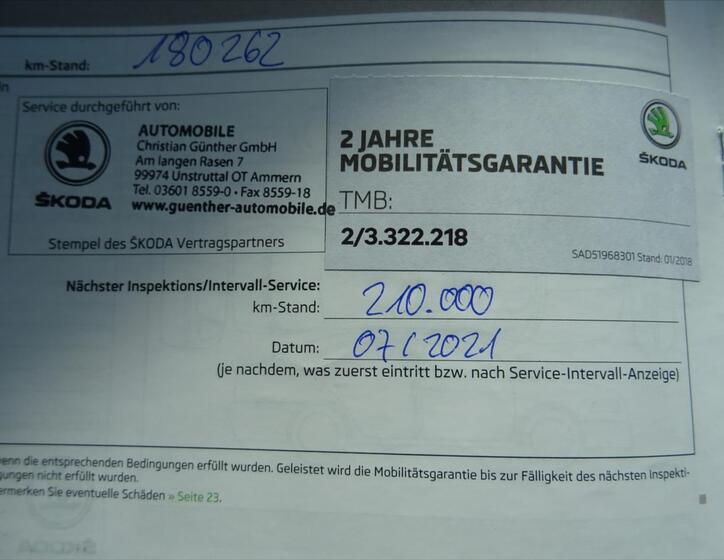 km-Stand: 180262
Service durchgeführt von:
AUTOMOBILE
Christian Günther GmbH
Am langen Rasen 7
99974 Unstruttal OT Ammern
Tel. 03601 8559-0 · Fax 8559-18
www.guenther-automobile.de
ŠKODA
Stempel des ŠKODA Vertragspartners
2 JAHRE
MOBILITÄTSGARANTIE
ŠKODA
TMB:
2/3.322.218
SAD51968301 Stand: 01/2018
Nächster Inspektions/Intervall-Service:
km-Stand: 210.000
Datum: 07/2021
(je nachdem, was zuerst eintritt bzw. nach Service-Intervall-Anzeige)
wenn die entsprechenden Bedingungen erfüllt wurden. Geleistet wird die Mobilitätsgarantie bis zur Fälligkeit des nächsten Inspekti-
gungen nicht erfüllt wurden.
ermerken Sie eventuelle Schäden » Seite 23.